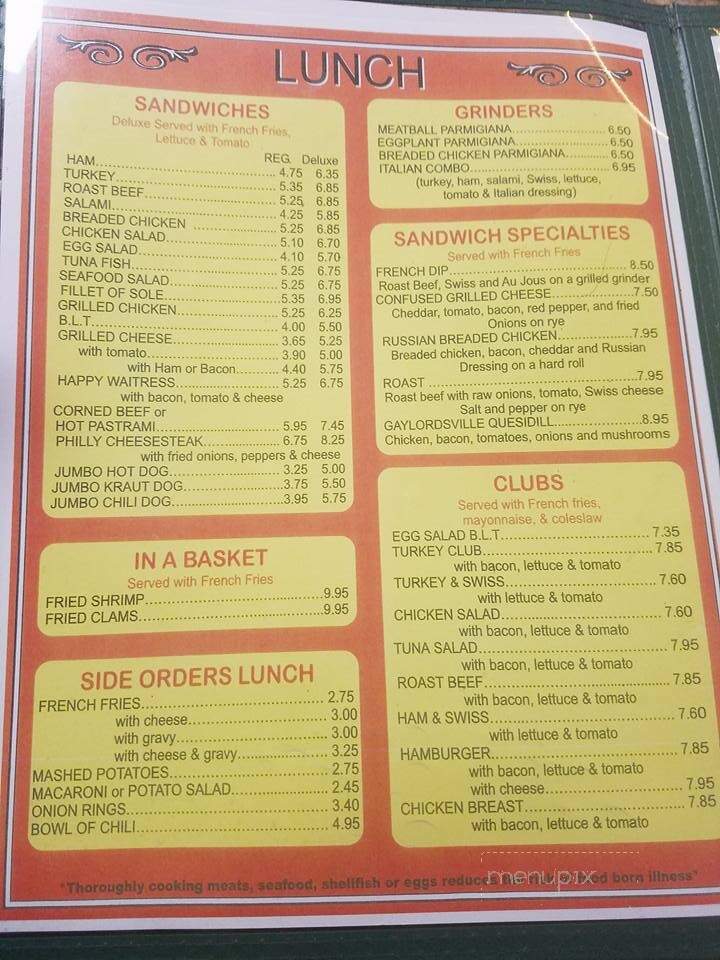 LUNCH
SANDWICHES
Deluxe Served with French Fries,
Lettuce & Tomato
REG. Deluxe
HAM 4.75 6.35
TURKEY 5.35 6.85
ROAST BEEF 5.25 6.85
SALAMI 4.25 5.85
BREADED CHICKEN 5.25 6.85
CHICKEN SALAD 5.10 6.70
EGG SALAD 4.10 5.70
TUNA FISH 5.25 6.75
SEAFOOD SALAD 5.25 6.75
FILLET OF SOLE 5.35 6.95
GRILLED CHICKEN 5.25 6.25
B.L.T 4.00 5.50
GRILLED CHEESE 3.65 5.25
with tomato 3.90 5.00
with Ham or Bacon 4.40 5.75
HAPPY WAITRESS 5.25 6.75
with bacon, tomato & cheese
CORNED BEEF or
HOT PASTRAMI 5.95 7.45
PHILLY CHEESESTEAK 6.75 8.25
with fried onions, peppers & cheese
JUMBO HOT DOG 3.25 5.00
JUMBO KRAUT DOG 3.75 5.50
JUMBO CHILI DOG 3.95 5.75
IN A BASKET
Served with French Fries
FRIED SHRIMP 9.95
FRIED CLAMS 9.95
SIDE ORDERS LUNCH
FRENCH FRIES 2.75
with cheese 3.00
with gravy 3.00
with cheese & gravy 3.25
MASHED POTATOES 2.75
MACARONI or POTATO SALAD 2.45
ONION RINGS 3.40
BOWL OF CHILI 4.95
GRINDERS
MEATBALL PARMIGIANA 6.50
EGGPLANT PARMIGIANA 6.50
BREADED CHICKEN PARMIGIANA 6.50
ITALIAN COMBO 6.95
(turkey, ham, salami, Swiss, lettuce,
tomato & Italian dressing)
SANDWICH SPECIALTIES
Served with French Fries
FRENCH DIP 8.50
Roast Beef, Swiss and Au Jous on a grilled grinder
CONFUSED GRILLED CHEESE 7.50
Cheddar, tomato, bacon, red pepper, and fried
Onions on rye
RUSSIAN BREADED CHICKEN 7.95
Breaded chicken, bacon, cheddar and Russian
Dressing on a hard roll
ROAST 7.95
Roast beef with raw onions, tomato, Swiss cheese
Salt and pepper on rye
GAYLORDSVILLE QUESIDILL 8.95
Chicken, bacon, tomatoes, onions and mushrooms
CLUBS
Served with French fries,
mayonnaise, & coleslaw
EGG SALAD B.L.T. 7.35
TURKEY CLUB 7.85
with bacon, lettuce & tomato
TURKEY & SWISS 7.60
with lettuce & tomato
CHICKEN SALAD 7.60
with bacon, lettuce & tomato
TUNA SALAD 7.95
with bacon, lettuce & tomato
ROAST BEEF 7.85
with bacon, lettuce & tomato
HAM & SWISS 7.60
with lettuce & tomato
HAMBURGER 7.85
with bacon, lettuce & tomato
with cheese 7.95
CHICKEN BREAST 7.85
with bacon, lettuce & tomato
*Thoroughly cooking meats, seafood, shellfish or eggs reduces the risk of food born illness*
menupix